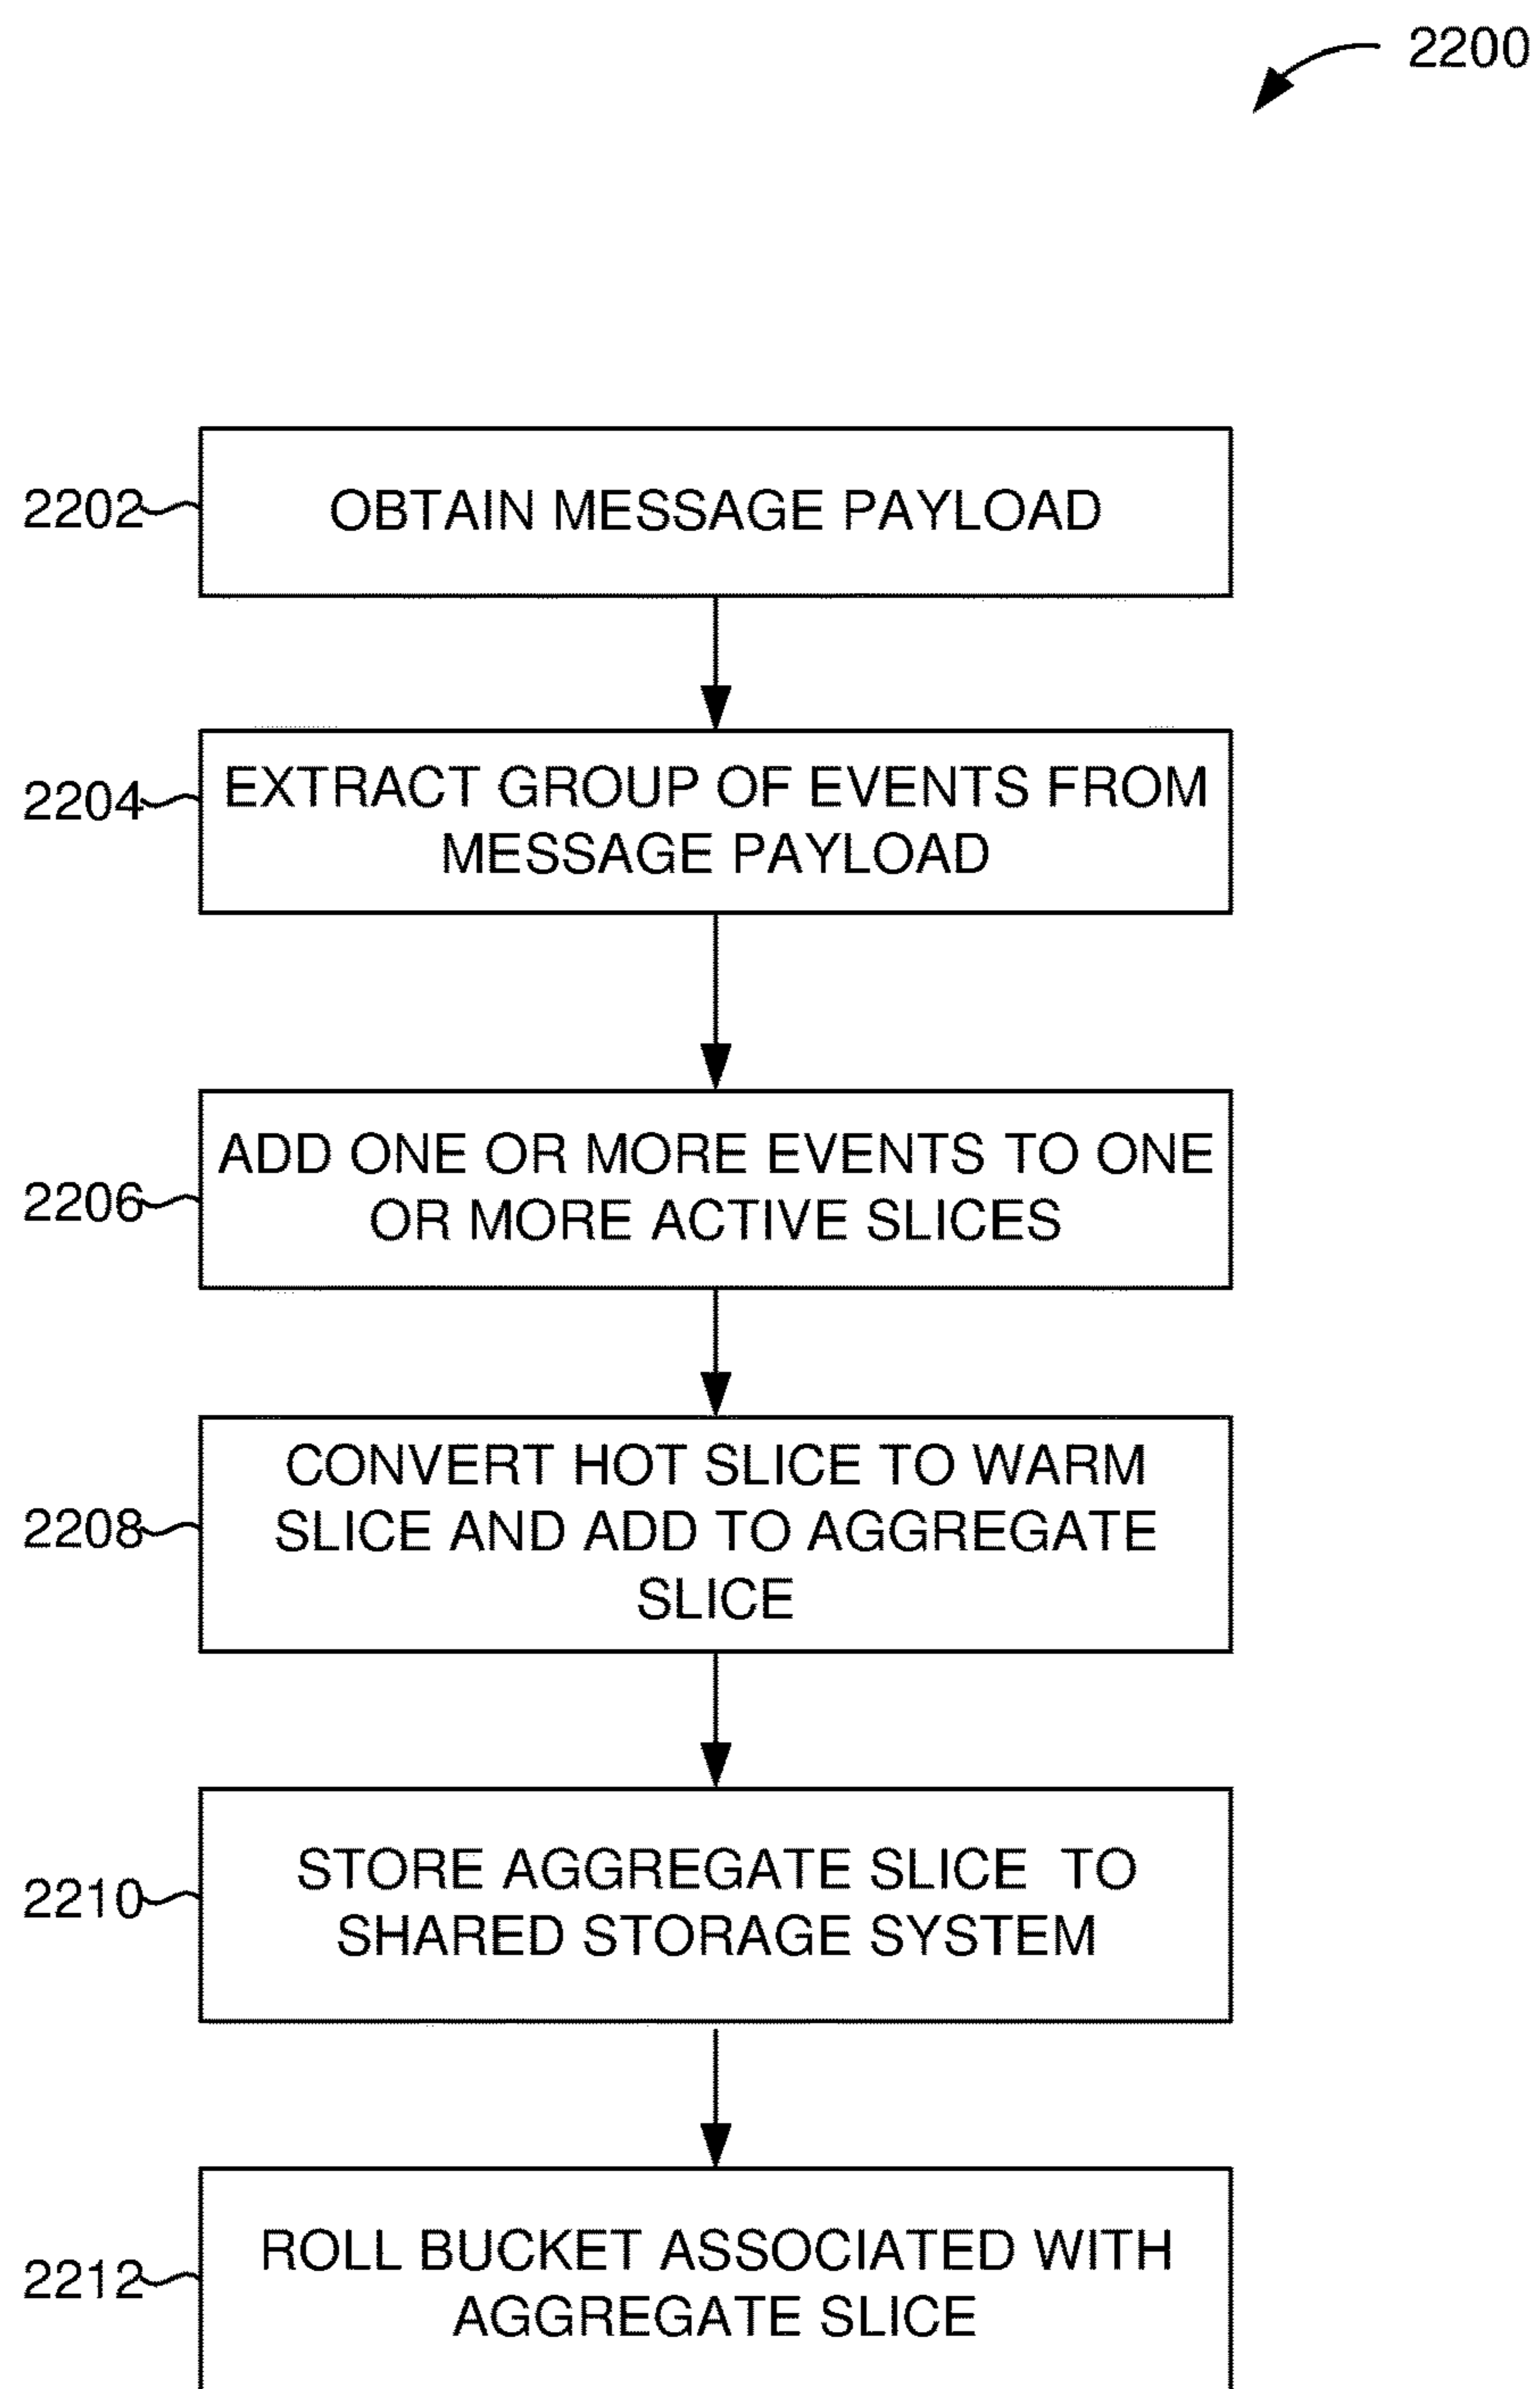 2200
2202
OBTAIN MESSAGE PAYLOAD
2204
EXTRACT GROUP OF EVENTS FROM
MESSAGE PAYLOAD
2206
ADD ONE OR MORE EVENTS TO ONE
OR MORE ACTIVE SLICES
2208
CONVERT HOT SLICE TO WARM
SLICE AND ADD TO AGGREGATE
SLICE
2210
STORE AGGREGATE SLICE TO
SHARED STORAGE SYSTEM
2212
ROLL BUCKET ASSOCIATED WITH
AGGREGATE SLICE